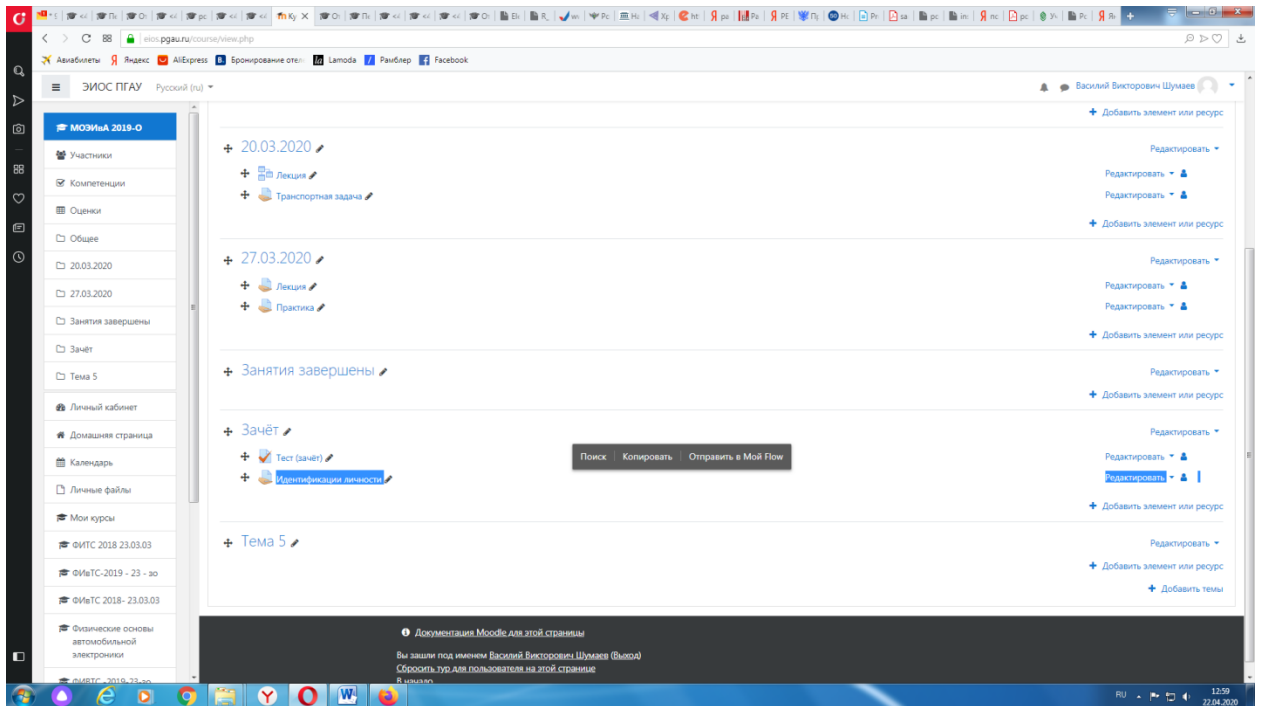 eios.pgau.ru/course/view.php
Авиабилеты Яндекс AliExpress Бронирование отел Lamoda Рамблер Facebook
ЭИОС ПГАУ Русский (ru) Василий Викторович Шумаев
Добавить элемент или ресурс
МОЭИвА 2019-О
Участники
Компетенции
Оценки
Общее
20.03.2020
27.03.2020
Занятия завершены
Зачёт
Тема 5
Личный кабинет
Домашняя страница
Календарь
Личные файлы
Мои курсы
ФИТС 2018 23.03.03
ФИвТС-2019 - 23 - зо
ФИвТС 2018- 23.03.03
Физические основы
автомобильной
электроники
20.03.2020 Редактировать
Лекция Редактировать
Транспортная задача Редактировать
Добавить элемент или ресурс
27.03.2020 Редактировать
Лекция Редактировать
Практика Редактировать
Добавить элемент или ресурс
Занятия завершены Редактировать
Добавить элемент или ресурс
Зачёт Редактировать
Поиск Копировать Отправить в Мой Flow
Тест (зачёт) Редактировать
Идентификации личности Редактировать
Добавить элемент или ресурс
Тема 5 Редактировать
Добавить элемент или ресурс
Добавить темы
Документация Moodle для этой страницы
Вы зашли под именем Василий Викторович Шумаев (Выход)
Сбросить тур для пользователя на этой странице
В начало
RU 12:59
22.04.2020